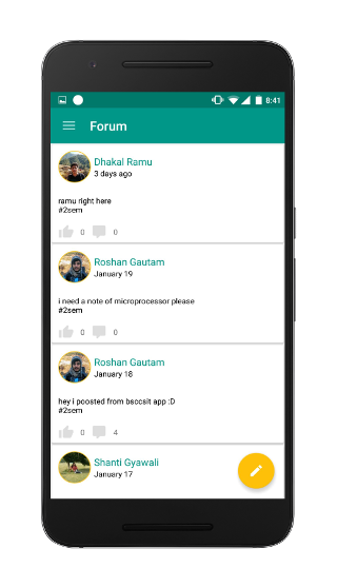 8:41
Forum
Dhakal Ramu
3 days ago
ramu right here
#2sem
0 0
Roshan Gautam
January 19
i need a note of microprocessor please
#2sem
0 0
Roshan Gautam
January 18
hey i poosted from bsccsit app :D
#2sem
0 4
Shanti Gyawali
January 17